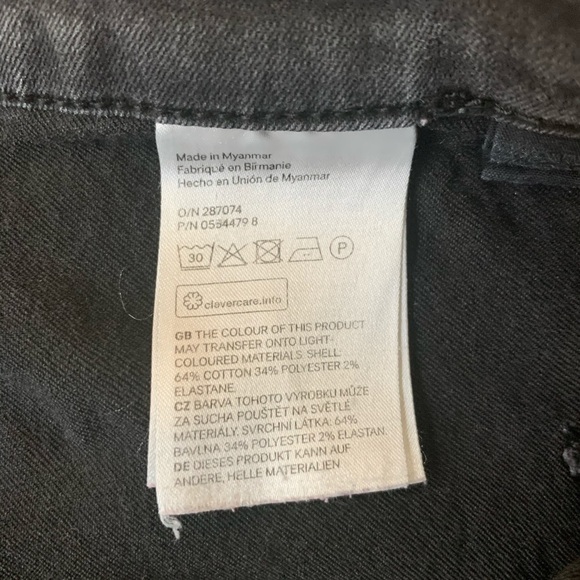 Made in Myanmar
Fabriqué en Birmanie
Hecho en Unión de Myanmar
O/N 287074
P/N 0554479 8
30 P
clevercare.info
GB THE COLOUR OF THIS PRODUCT
MAY TRANSFER ONTO LIGHT-
COLOURED MATERIALS. SHELL:
64% COTTON 34% POLYESTER 2%
ELASTANE.
CZ BARVA TOHOTO VÝROBKU MŮŽE
ZA SUCHA POUŠTĚT NA SVĚTLÉ
MATERIÁLY. SVRCHNÍ LÁTKA: 64%
BAVLNA 34% POLYESTER 2% ELASTAN.
DE DIESES PRODUKT KANN AUF
ANDERE, HELLE MATERIALIEN